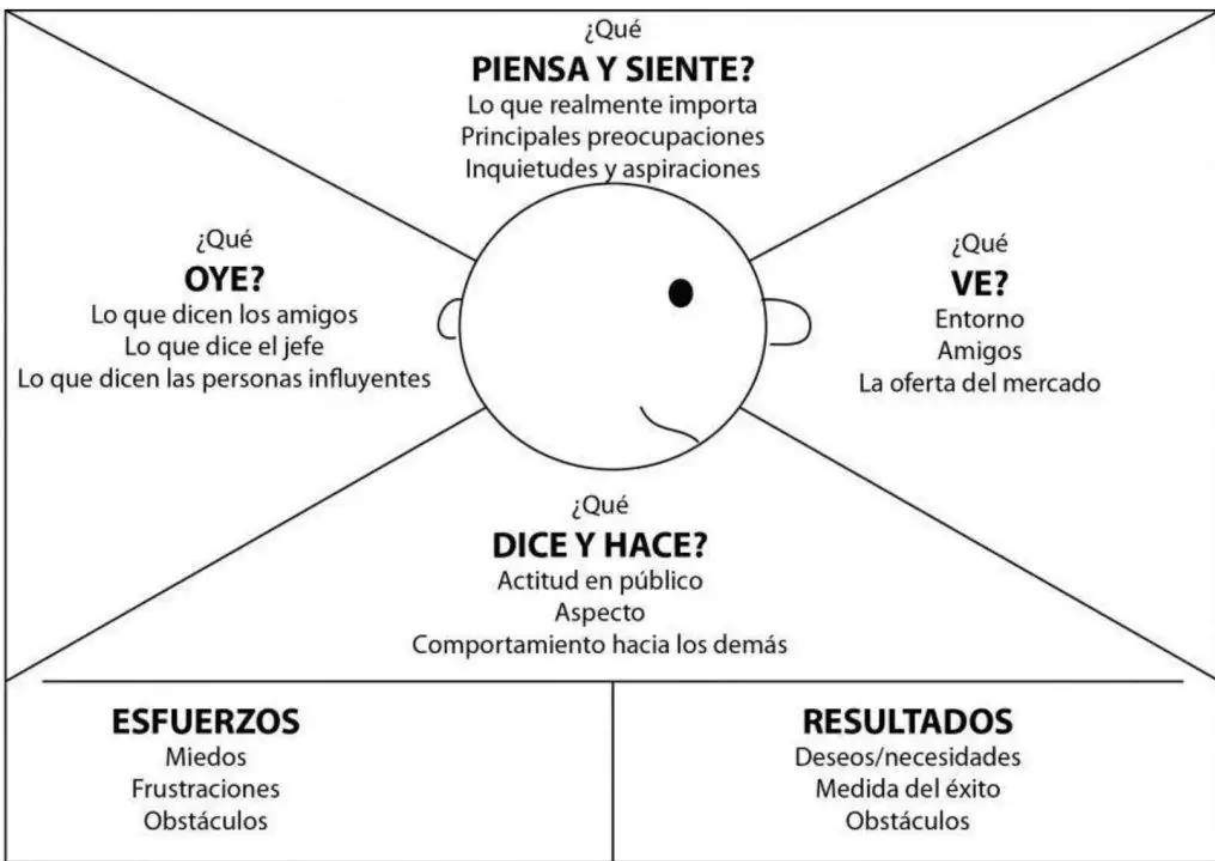 ¿Qué
PIENSA Y SIENTE?
Lo que realmente importa
Principales preocupaciones
Inquietudes y aspiraciones
¿Qué
OYE?
Lo que dicen los amigos
Lo que dice el jefe
Lo que dicen las personas influyentes
¿Qué
VE?
Entorno
Amigos
La oferta del mercado
¿Qué
DICE Y HACE?
Actitud en público
Aspecto
Comportamiento hacia los demás
ESFUERZOS
Miedos
Frustraciones
Obstáculos
RESULTADOS
Deseos/necesidades
Medida del éxito
Obstáculos